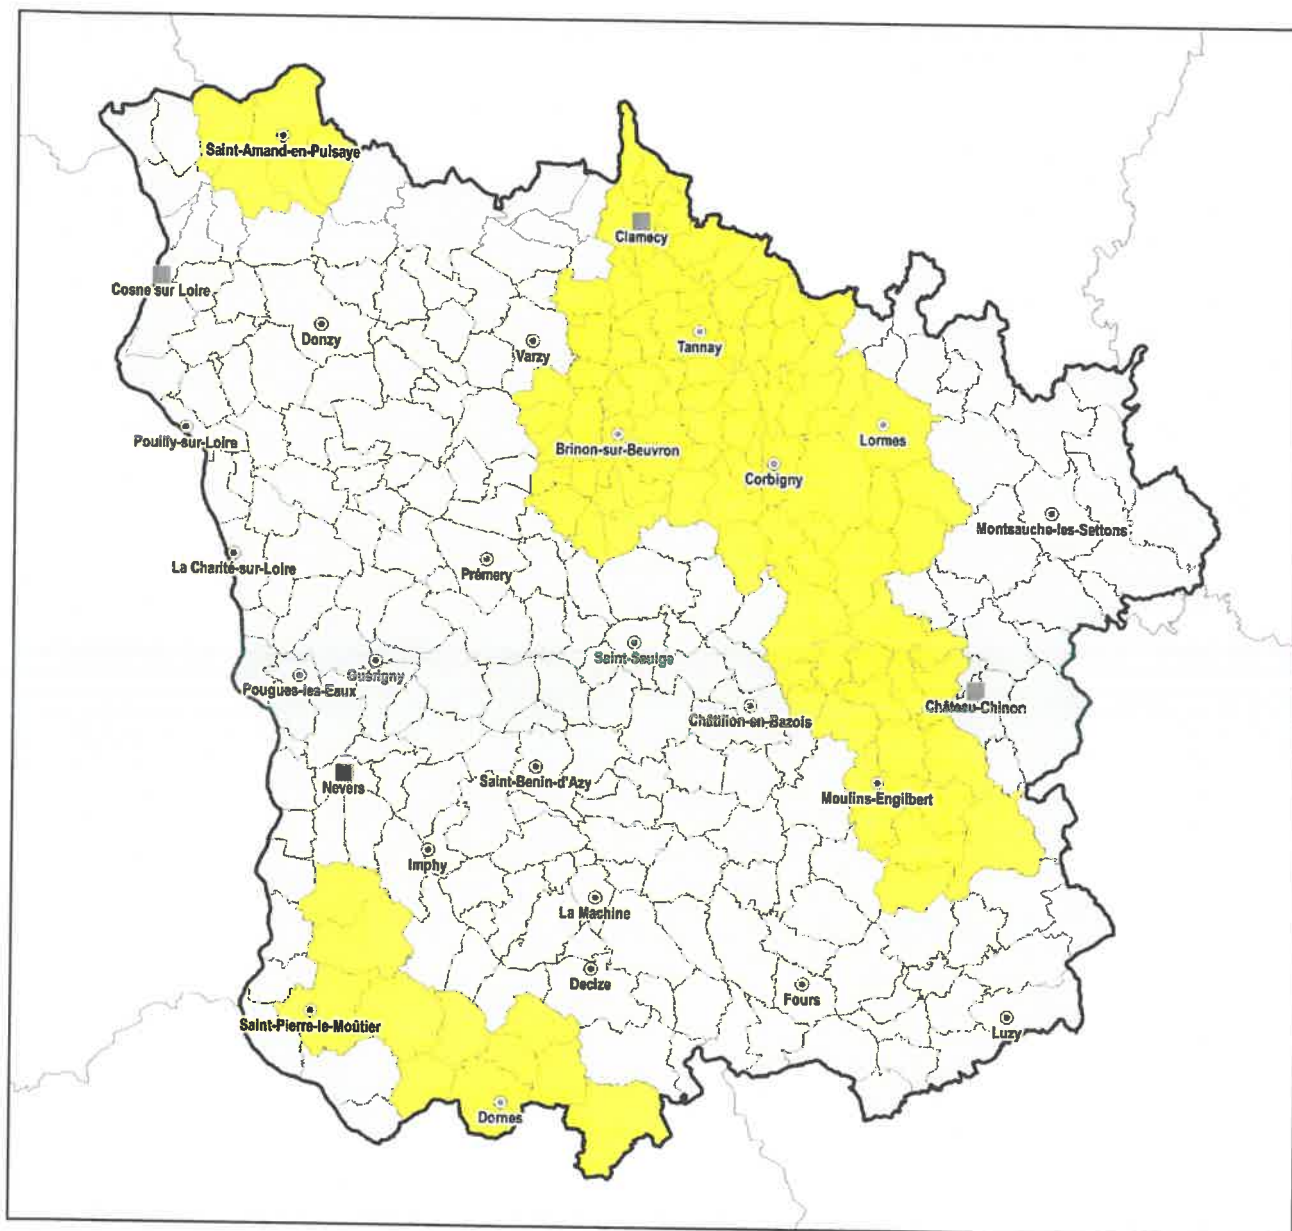 Saint-Amand-en-Puisaye
Clamecy
Cosne sur Loire
Donzy
Varzy
Tannay
Pouilly-sur-Loire
Brinon-sur-Beuvron
Lormes
Corbigny
Montsauche-les-Settons
La Charité-sur-Loire
Prémery
Saint-Saulge
Guérigny
Pougues-les-Eaux
Château-Chinon
Châtillon-en-Bazois
Nevers
Saint-Benin-d'Azy
Moulins-Engilbert
Imphy
La Machine
Decize
Fours
Saint-Pierre-le-Moûtier
Luzy
Dornes